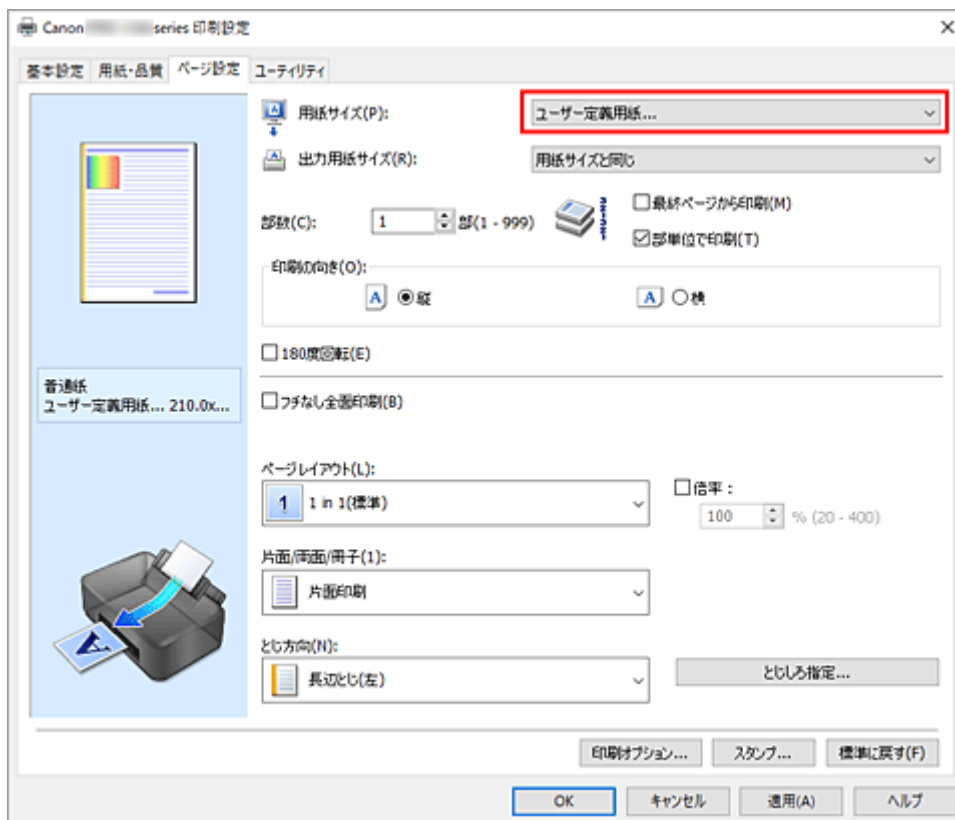 Canon series 印刷設定
基本設定 用紙・品質 ページ設定 ユーティリティ
用紙サイズ(P): ユーザー定義用紙...
出力用紙サイズ(R): 用紙サイズと同じ
部数(C): 1 部(1 - 999)
最終ページから印刷(M)
部単位で印刷(T)
印刷の向き(O):
A 縦 A 横
180度回転(E)
普通紙
ユーザー定義用紙... 210.0x...
フチなし全面印刷(B)
ページレイアウト(L):
1 1 in 1(標準)
倍率：
100 % (20 - 400)
片面/両面/冊子(1):
片面印刷
とじ方向(N):
長辺とじ(左)
とじしろ指定...
A
印刷オプション... スタンプ... 標準に戻す(F)
OK キャンセル 適用(A) ヘルプ